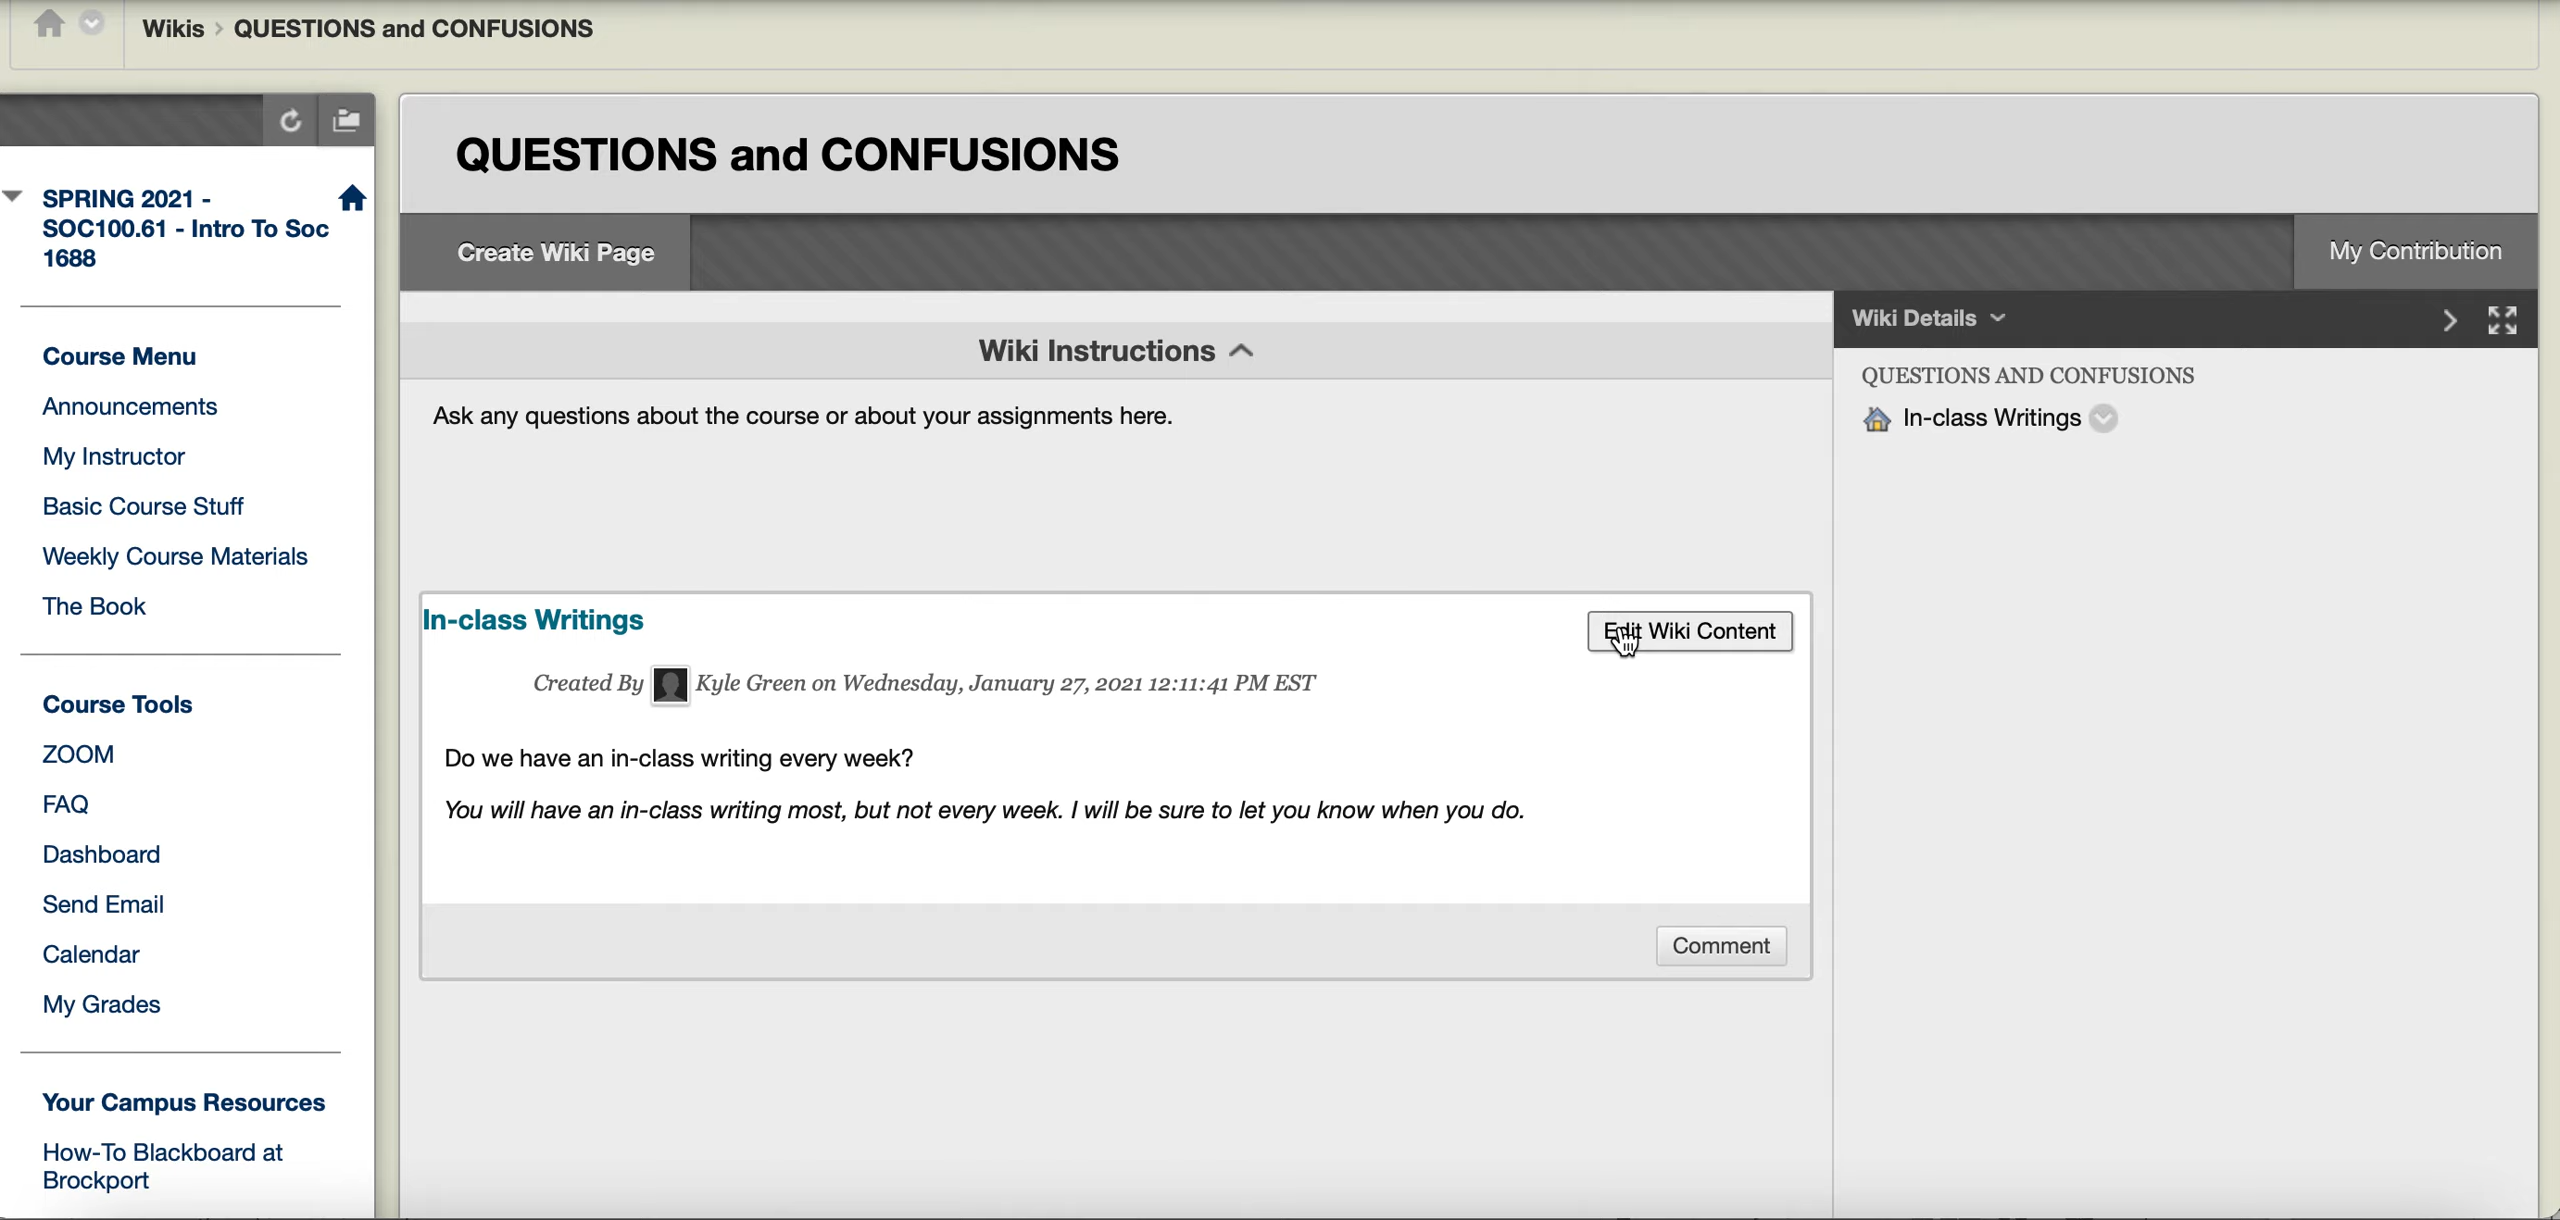 Wikis > QUESTIONS and CONFUSIONS
SPRING 2021 -
SOC100.61 - Intro To Soc
1688
Course Menu
Announcements
My Instructor
Basic Course Stuff
Weekly Course Materials
The Book
Course Tools
ZOOM
FAQ
Dashboard
Send Email
Calendar
My Grades
Your Campus Resources
How-To Blackboard at
Brockport
QUESTIONS and CONFUSIONS
Create Wiki Page
My Contribution
Wiki Instructions
Ask any questions about the course or about your assignments here.
In-class Writings
Edit Wiki Content
Created By Kyle Green on Wednesday, January 27, 2021 12:11:41 PM EST
Do we have an in-class writing every week?
You will have an in-class writing most, but not every week. I will be sure to let you know when you do.
Comment
Wiki Details
QUESTIONS AND CONFUSIONS
In-class Writings